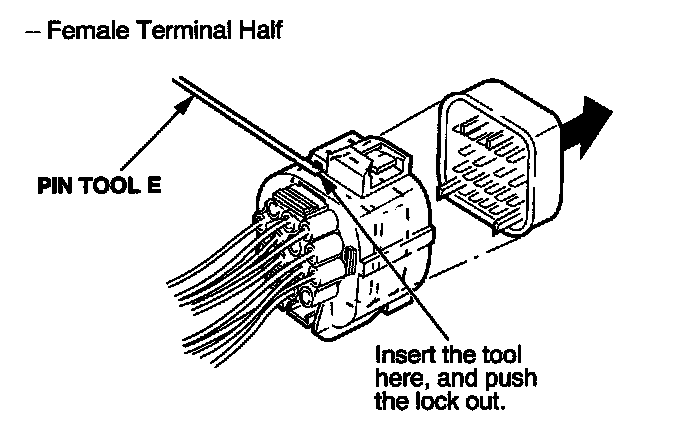 – Female Terminal Half
PIN TOOL E
Insert the tool
here, and push
the lock out.